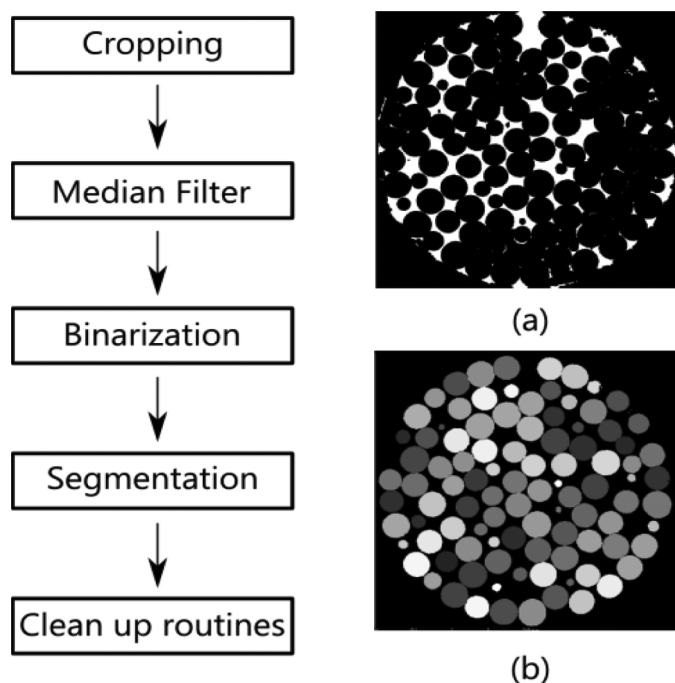 Cropping
Median Filter
Binarization
Segmentation
Clean up routines
(a)
(b)